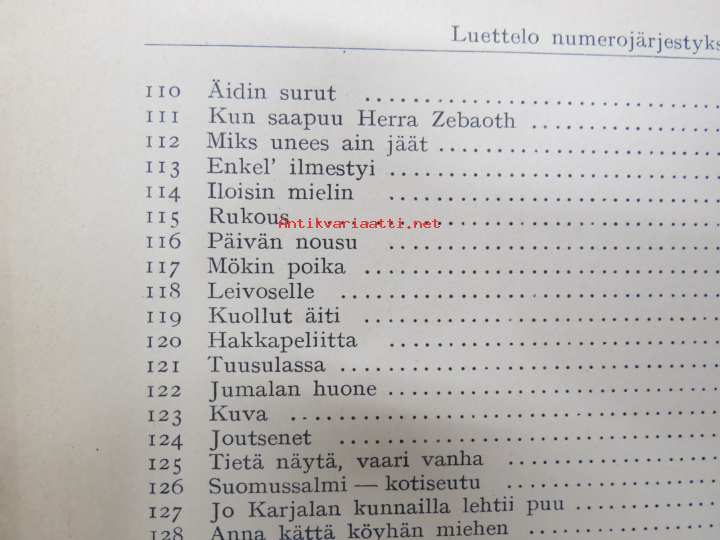 Luettelo numerojärjestyks
110 Äidin surut
111 Kun saapuu Herra Zebaoth
112 Miks unees ain jäät
113 Enkel' ilmestyi
114 Iloisin mielin
115 Rukous
Antikvariaatti.net
116 Päivän nousu
117 Mökin poika
118 Leivoselle
119 Kuollut äiti
120 Hakkapeliitta
121 Tuusulassa
122 Jumalan huone
123 Kuva
124 Joutsenet
125 Tietä näytä, vaari vanha
126 Suomussalmi — kotiseutu
127 Jo Karjalan kunnailla lehtii puu
128 Anna kättä köyhän miehen